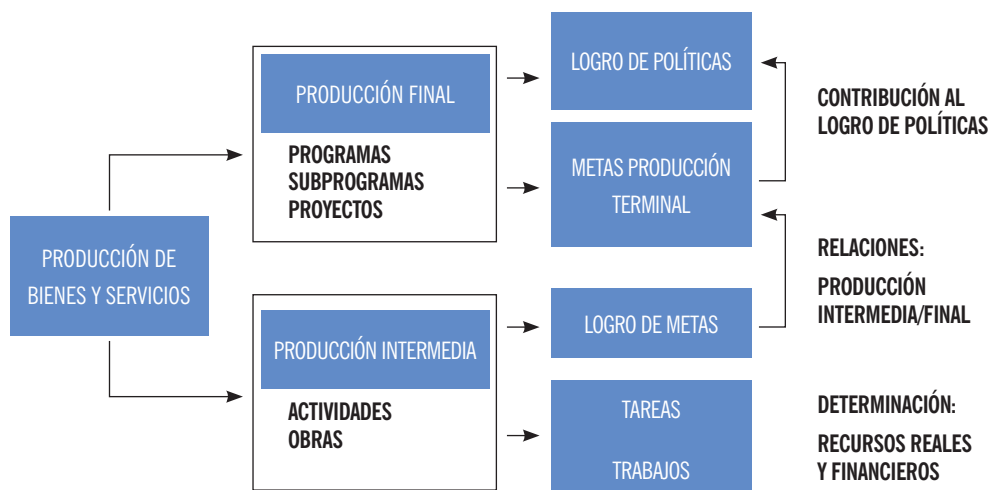 PRODUCCIÓN DE
BIENES Y SERVICIOS
PRODUCCIÓN FINAL
PROGRAMAS
SUBPROGRAMAS
PROYECTOS
LOGRO DE POLÍTICAS
METAS PRODUCCIÓN
TERMINAL
CONTRIBUCIÓN AL
LOGRO DE POLÍTICAS
PRODUCCIÓN INTERMEDIA
ACTIVIDADES
OBRAS
LOGRO DE METAS
TAREAS
TRABAJOS
RELACIONES:
PRODUCCIÓN
INTERMEDIA/FINAL
DETERMINACIÓN:
RECURSOS REALES
Y FINANCIEROS